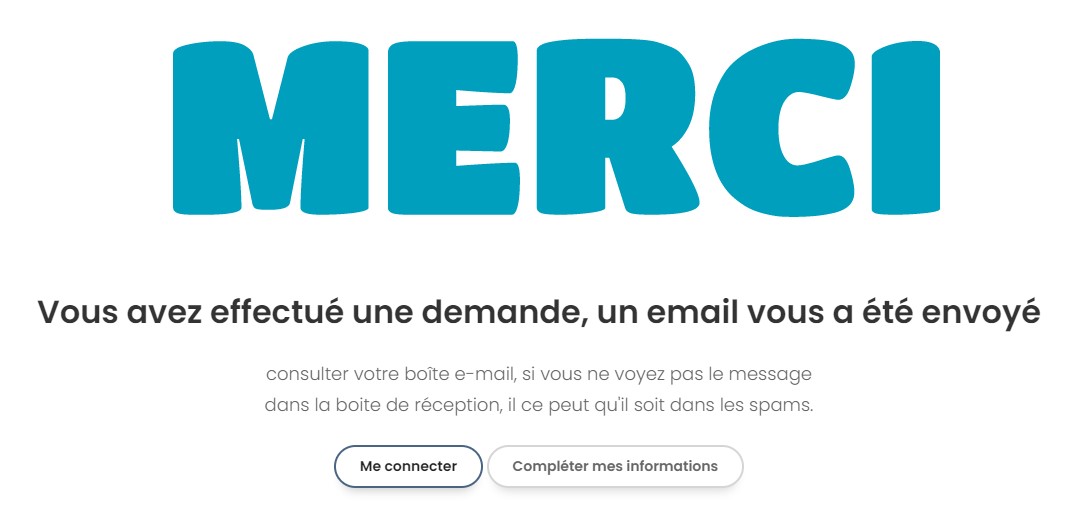 MERCI
Vous avez effectué une demande, un email vous a été envoyé
consulter votre boîte e-mail, si vous ne voyez pas le message
dans la boite de réception, il ce peut qu'il soit dans les spams.
Me connecter
Compléter mes informations